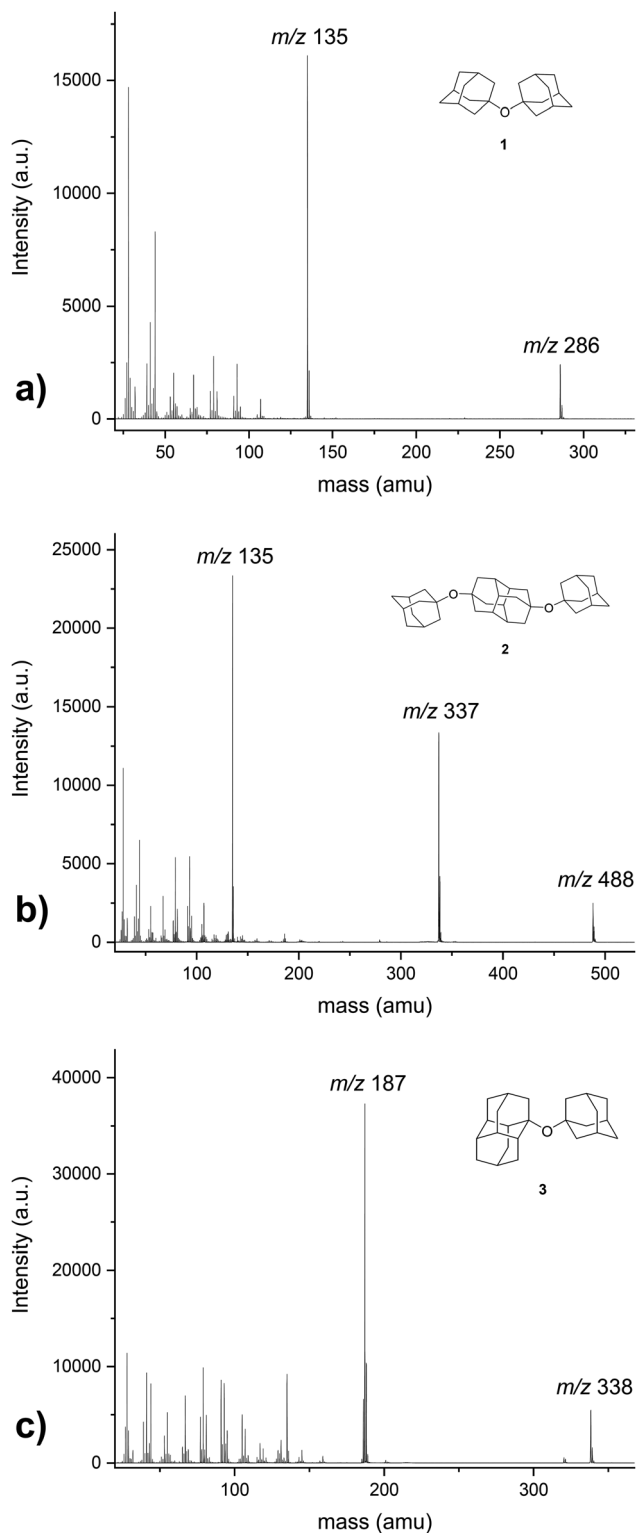 m/z 135
15000
O
1
10000
Intensity (a.u.)
5000
m/z 286
a)
0
50 100 150 200 250 300
mass (amu)
25000
m/z 135
20000
O
O
2
15000
m/z 337
Intensity (a.u.)
10000
5000
m/z 488
b)
0
100 200 300 400 500
mass (amu)
40000
m/z 187
O
30000
3
20000
Intensity (a.u.)
10000
m/z 338
c)
0
100 200 300
mass (amu)